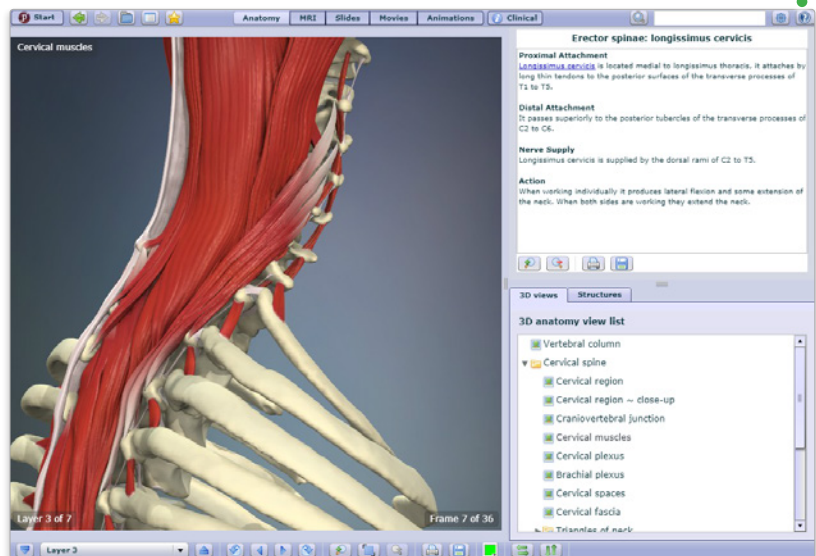 Start
Anatomy
MRI
Slides
Movies
Animations
Clinical
Cervical muscles
Layer 3 of 7
Frame 7 of 36
Erector spinae: longissimus cervicis
Proximal Attachment
Longissimus cervicis is located medial to longissimus thoracis. it attaches by
long thin tendons to the posterior surfaces of the transverse processes of
T1 to T5.
Distal Attachment
It passes superiorly to the posterior tubercles of the transverse processes of
C2 to C6.
Nerve Supply
Longissimus cervicis is supplied by the dorsal rami of C2 to T5.
Action
When working individually it produces lateral flexion and some extension of
the neck. When both sides are working they extend the neck.
3D views
Structures
3D anatomy view list
Vertebral column
Cervical spine
Cervical region
Cervical region ~ close-up
Craniovertebral junction
Cervical muscles
Cervical plexus
Brachial plexus
Cervical spaces
Cervical fascia
Triangles of neck
Layer 3